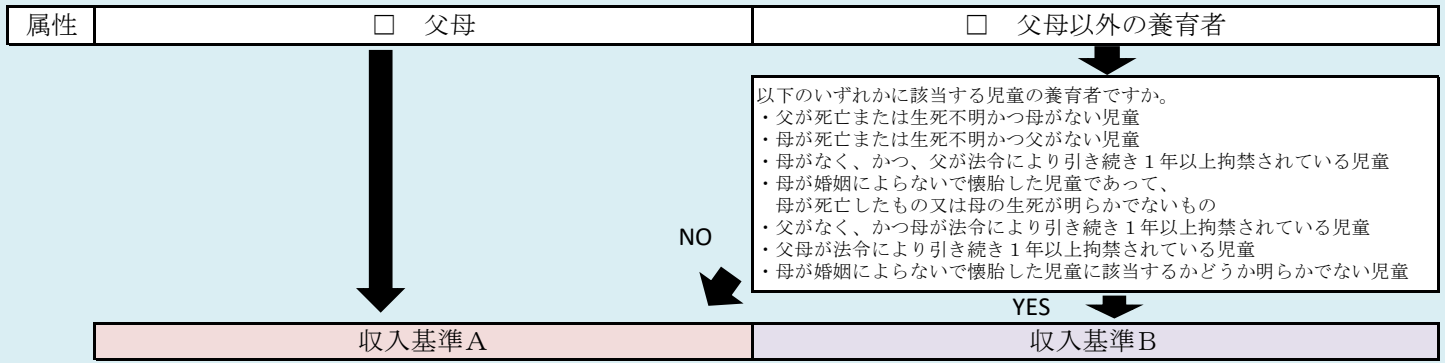 属性 □ 父母 □ 父母以外の養育者
以下のいずれかに該当する児童の養育者ですか。
・父が死亡または生死不明かつ母がない児童
・母が死亡または生死不明かつ父がない児童
・母がなく、かつ、父が法令により引き続き１年以上拘禁されている児童
・母が婚姻によらないで懐胎した児童であって、
母が死亡したもの又は母の生死が明らかでないもの
・父がなく、かつ母が法令により引き続き１年以上拘禁されている児童
・父母が法令により引き続き１年以上拘禁されている児童
・母が婚姻によらないで懐胎した児童に該当するかどうか明らかでない児童
NO
YES
収入基準Ａ 収入基準Ｂ